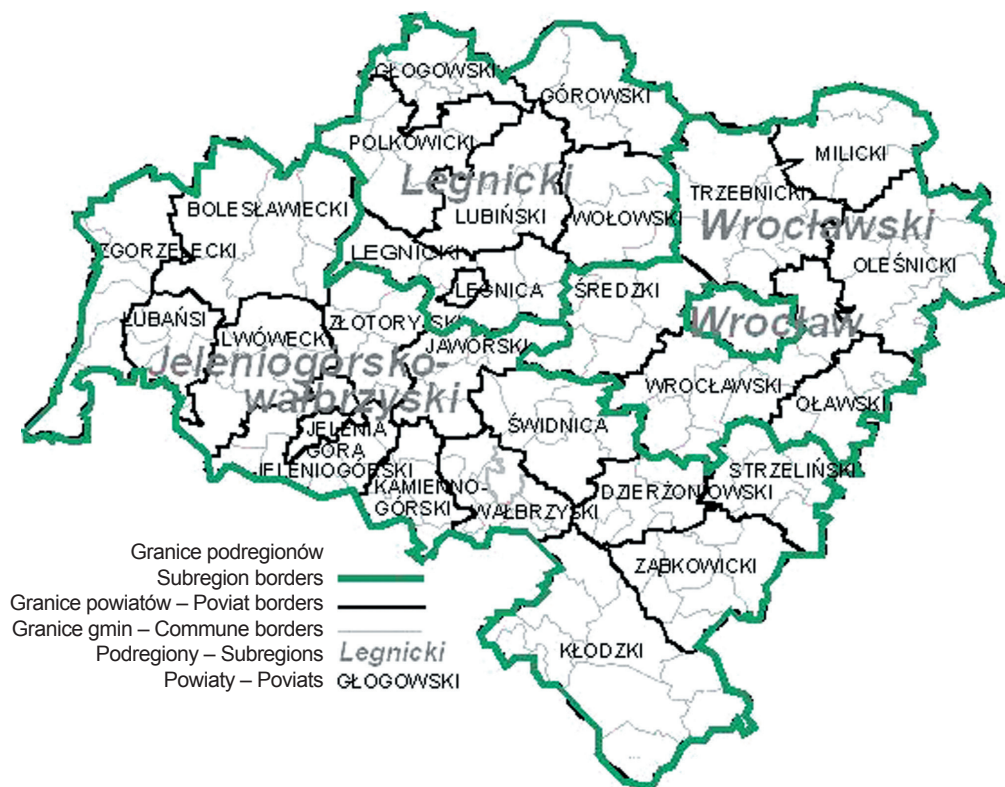 GŁOGOWSKI
GÓROWSKI
POLKOWICKI
MILICKI
Legnicki
TRZEBNICKI
BOLESŁAWIECKI
LUBIŃSKI
WOŁOWSKI
Wrocławski
ZGORZELECKI
LEGNICKI
OLEŚNICKI
LEGNICA
ŚREDZKI
LUBAŃSI
ZŁOTORYJSKI
Wrocław
LWÓWECKI
JAWORSKI
Jeleniogórsko-
wałbrzyski
WROCŁAWSKI
OŁAWSKI
JELENIA
GÓRA
ŚWIDNICA
JELENIOGÓRSKI
STRZELIŃSKI
KAMIENNO-
GÓRSKI
DZIERŻONIOWSKI
WAŁBRZYSKI
ZĄBKOWICKI
KŁODZKI
Granice podregionów
Subregion borders
Granice powiatów – Poviat borders
Granice gmin – Commune borders
Podregiony – Subregions Legnicki
Powiaty – Poviats GŁOGOWSKI